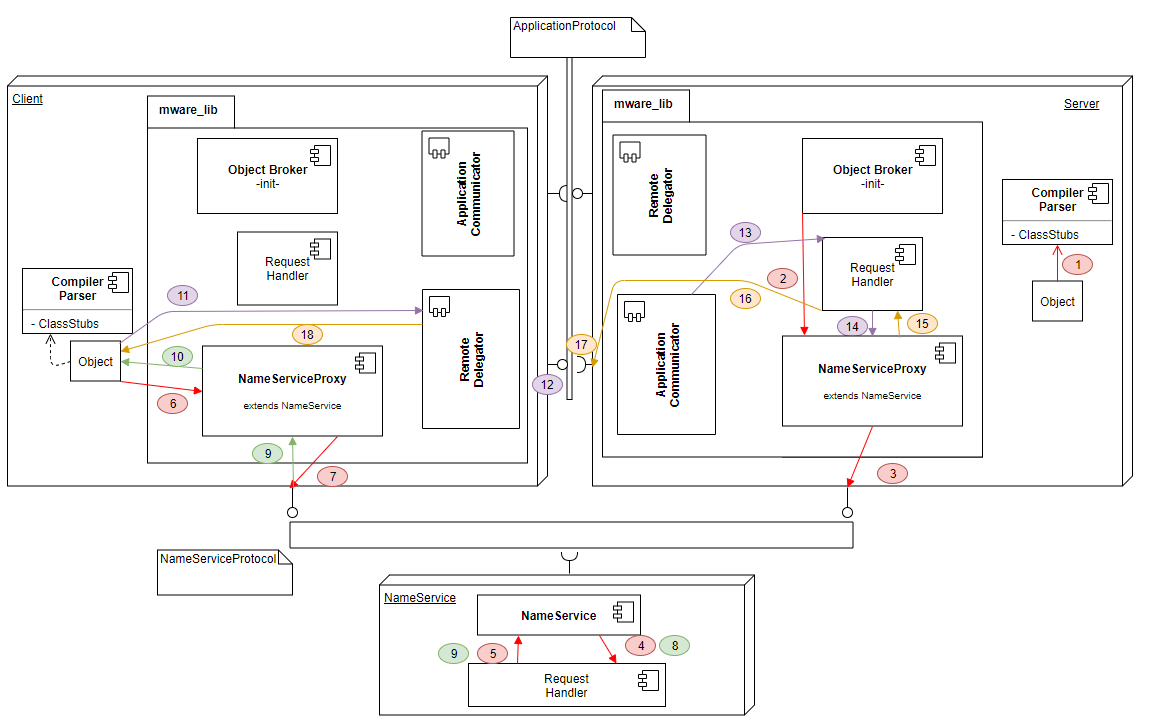 ApplicationProtocol
Client
mware_lib
Object Broker
-init-
Application
Communicator
Request
Handler
Compiler
Parser
- ClassStubs
Object
11
18
10
6
NameServiceProxy
extends NameService
Remote
Delegator
9
7
12
17
mware_lib
Server
Remote
Delegator
Object Broker
-init-
Compiler
Parser
- ClassStubs
1
Object
13
2
16
Request
Handler
14
15
Application
Communicator
NameServiceProxy
extends NameService
3
NameServiceProtocol
NameService
NameService
9
5
4
8
Request
Handler